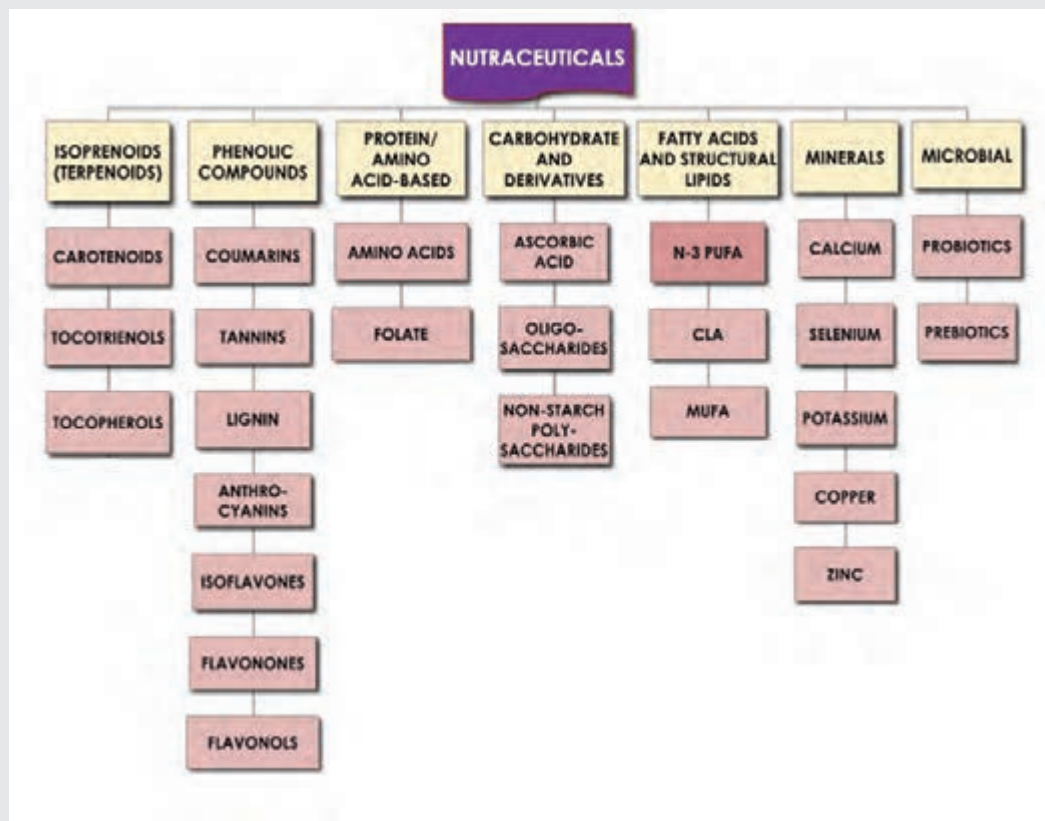 NUTRACEUTICALS
ISOPRENOIDS
(TERPENOIDS)
PHENOLIC
COMPOUNDS
PROTEIN/
AMINO
ACID-BASED
CARBOHYDRATE
AND
DERIVATIVES
FATTY ACIDS
AND STRUCTURAL
LIPIDS
MINERALS
MICROBIAL
CAROTENOIDS
TOCOTRIENOLS
TOCOPHEROLS
COUMARINS
TANNINS
LIGNIN
ANTHRO-
CYANINS
ISOFLAVONES
FLAVONONES
FLAVONOLS
AMINO ACIDS
FOLATE
ASCORBIC
ACID
OLIGO-
SACCHARIDES
NON-STARCH
POLY-
SACCHARIDES
N-3 PUFA
CLA
MUFA
CALCIUM
SELENIUM
POTASSIUM
COPPER
ZINC
PROBIOTICS
PREBIOTICS